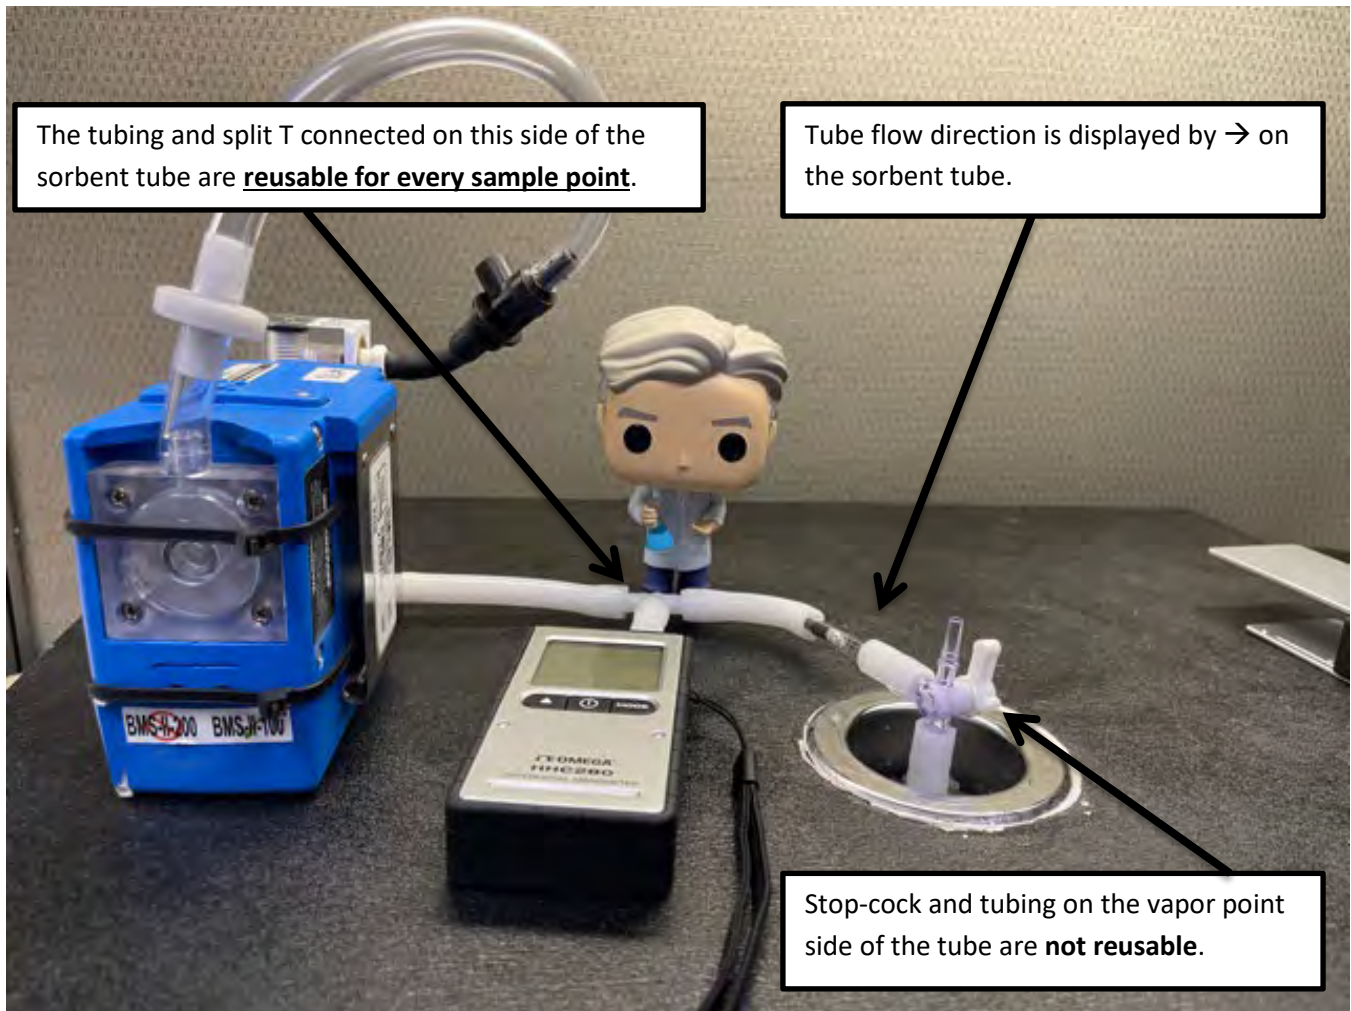 The tubing and split T connected on this side of the
sorbent tube are reusable for every sample point.
Tube flow direction is displayed by → on
the sorbent tube.
BMS-II-200 BMS-II-100
MODE
OMEGA
HHC280
Stop-cock and tubing on the vapor point
side of the tube are not reusable.